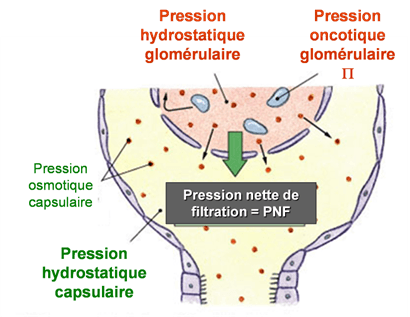 Pression
hydrostatique
glomérulaire
Pression
oncotique
glomérulaire
Π
Pression
osmotique
capsulaire
Pression nette de
filtration = PNF
Pression
hydrostatique
capsulaire